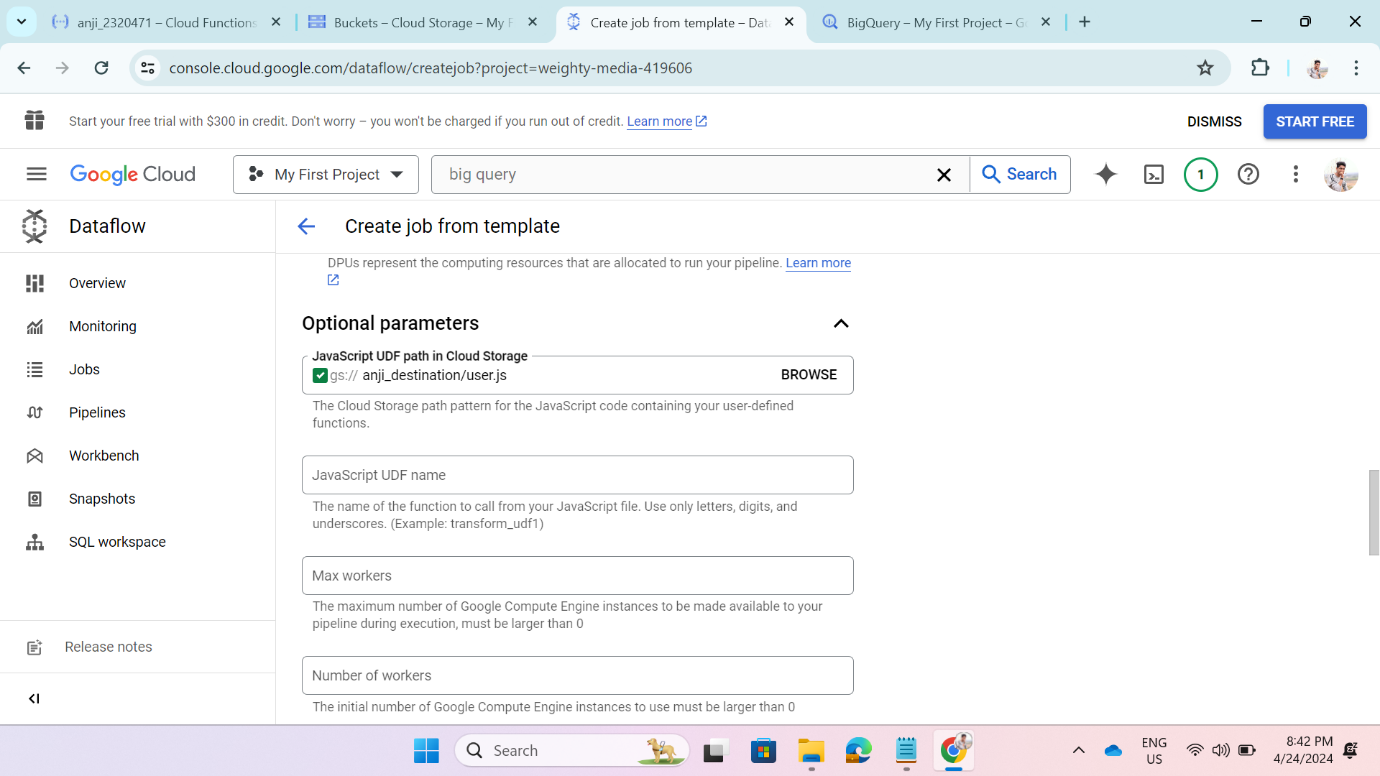 anji_2320471 – Cloud Functions
Buckets – Cloud Storage – My F
Create job from template – Dat
BigQuery – My First Project – G
console.cloud.google.com/dataflow/createjob?project=weighty-media-419606
Start your free trial with $300 in credit. Don't worry – you won't be charged if you run out of credit. Learn more
DISMISS
START FREE
Google Cloud
My First Project
big query
Search
1
Dataflow
Create job from template
Overview
Monitoring
Jobs
Pipelines
Workbench
Snapshots
SQL workspace
Release notes
DPUs represent the computing resources that are allocated to run your pipeline. Learn more
Optional parameters
JavaScript UDF path in Cloud Storage
gs:// anji_destination/user.js
BROWSE
The Cloud Storage path pattern for the JavaScript code containing your user-defined
functions.
JavaScript UDF name
The name of the function to call from your JavaScript file. Use only letters, digits, and
underscores. (Example: transform_udf1)
Max workers
The maximum number of Google Compute Engine instances to be made available to your
pipeline during execution, must be larger than 0
Number of workers
The initial number of Google Compute Engine instances to use must be larger than 0
Search
ENG
US
8:42 PM
4/24/2024